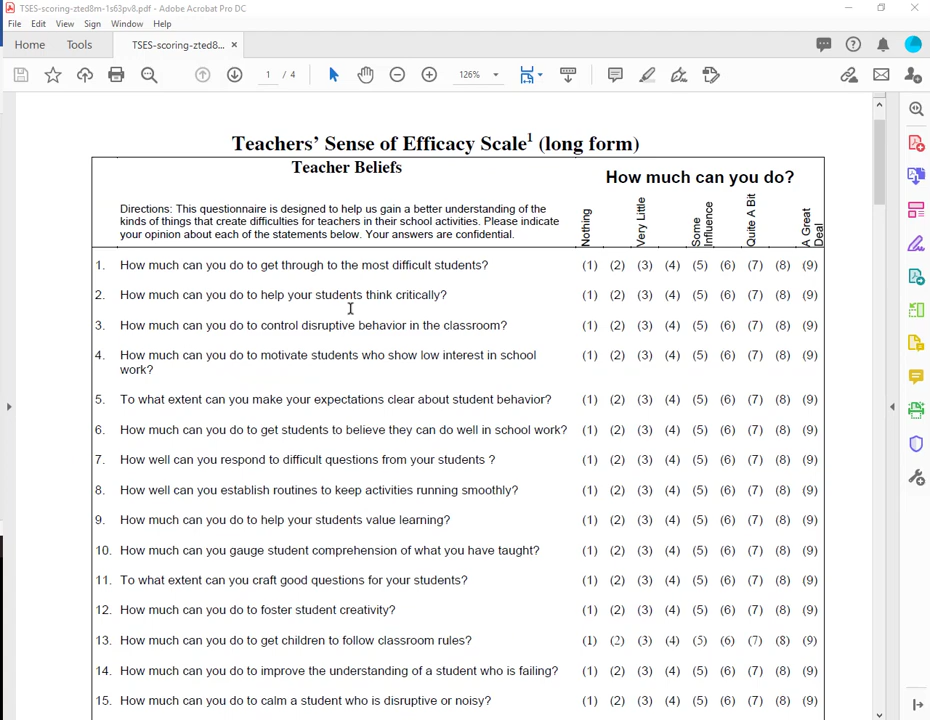 TSES-scoring-zted8m-1s63pv8.pdf - Adobe Acrobat Pro DC
File Edit View Sign Window Help
Home Tools TSES-scoring-zted8... ×
1 / 4 126%
Teachers' Sense of Efficacy Scale1 (long form)
Teacher Beliefs
How much can you do?
Directions: This questionnaire is designed to help us gain a better understanding of the
kinds of things that create difficulties for teachers in their school activities. Please indicate
your opinion about each of the statements below. Your answers are confidential.
Nothing
Very Little
Some
Influence
Quite A Bit
A Great
Deal
1. How much can you do to get through to the most difficult students? (1) (2) (3) (4) (5) (6) (7) (8) (9)
2. How much can you do to help your students think critically? (1) (2) (3) (4) (5) (6) (7) (8) (9)
3. How much can you do to control disruptive behavior in the classroom? (1) (2) (3) (4) (5) (6) (7) (8) (9)
4. How much can you do to motivate students who show low interest in school (1) (2) (3) (4) (5) (6) (7) (8) (9)
work?
5. To what extent can you make your expectations clear about student behavior? (1) (2) (3) (4) (5) (6) (7) (8) (9)
6. How much can you do to get students to believe they can do well in school work? (1) (2) (3) (4) (5) (6) (7) (8) (9)
7. How well can you respond to difficult questions from your students ? (1) (2) (3) (4) (5) (6) (7) (8) (9)
8. How well can you establish routines to keep activities running smoothly? (1) (2) (3) (4) (5) (6) (7) (8) (9)
9. How much can you do to help your students value learning? (1) (2) (3) (4) (5) (6) (7) (8) (9)
10. How much can you gauge student comprehension of what you have taught? (1) (2) (3) (4) (5) (6) (7) (8) (9)
11. To what extent can you craft good questions for your students? (1) (2) (3) (4) (5) (6) (7) (8) (9)
12. How much can you do to foster student creativity? (1) (2) (3) (4) (5) (6) (7) (8) (9)
13. How much can you do to get children to follow classroom rules? (1) (2) (3) (4) (5) (6) (7) (8) (9)
14. How much can you do to improve the understanding of a student who is failing? (1) (2) (3) (4) (5) (6) (7) (8) (9)
15. How much can you do to calm a student who is disruptive or noisy? (1) (2) (3) (4) (5) (6) (7) (8) (9)